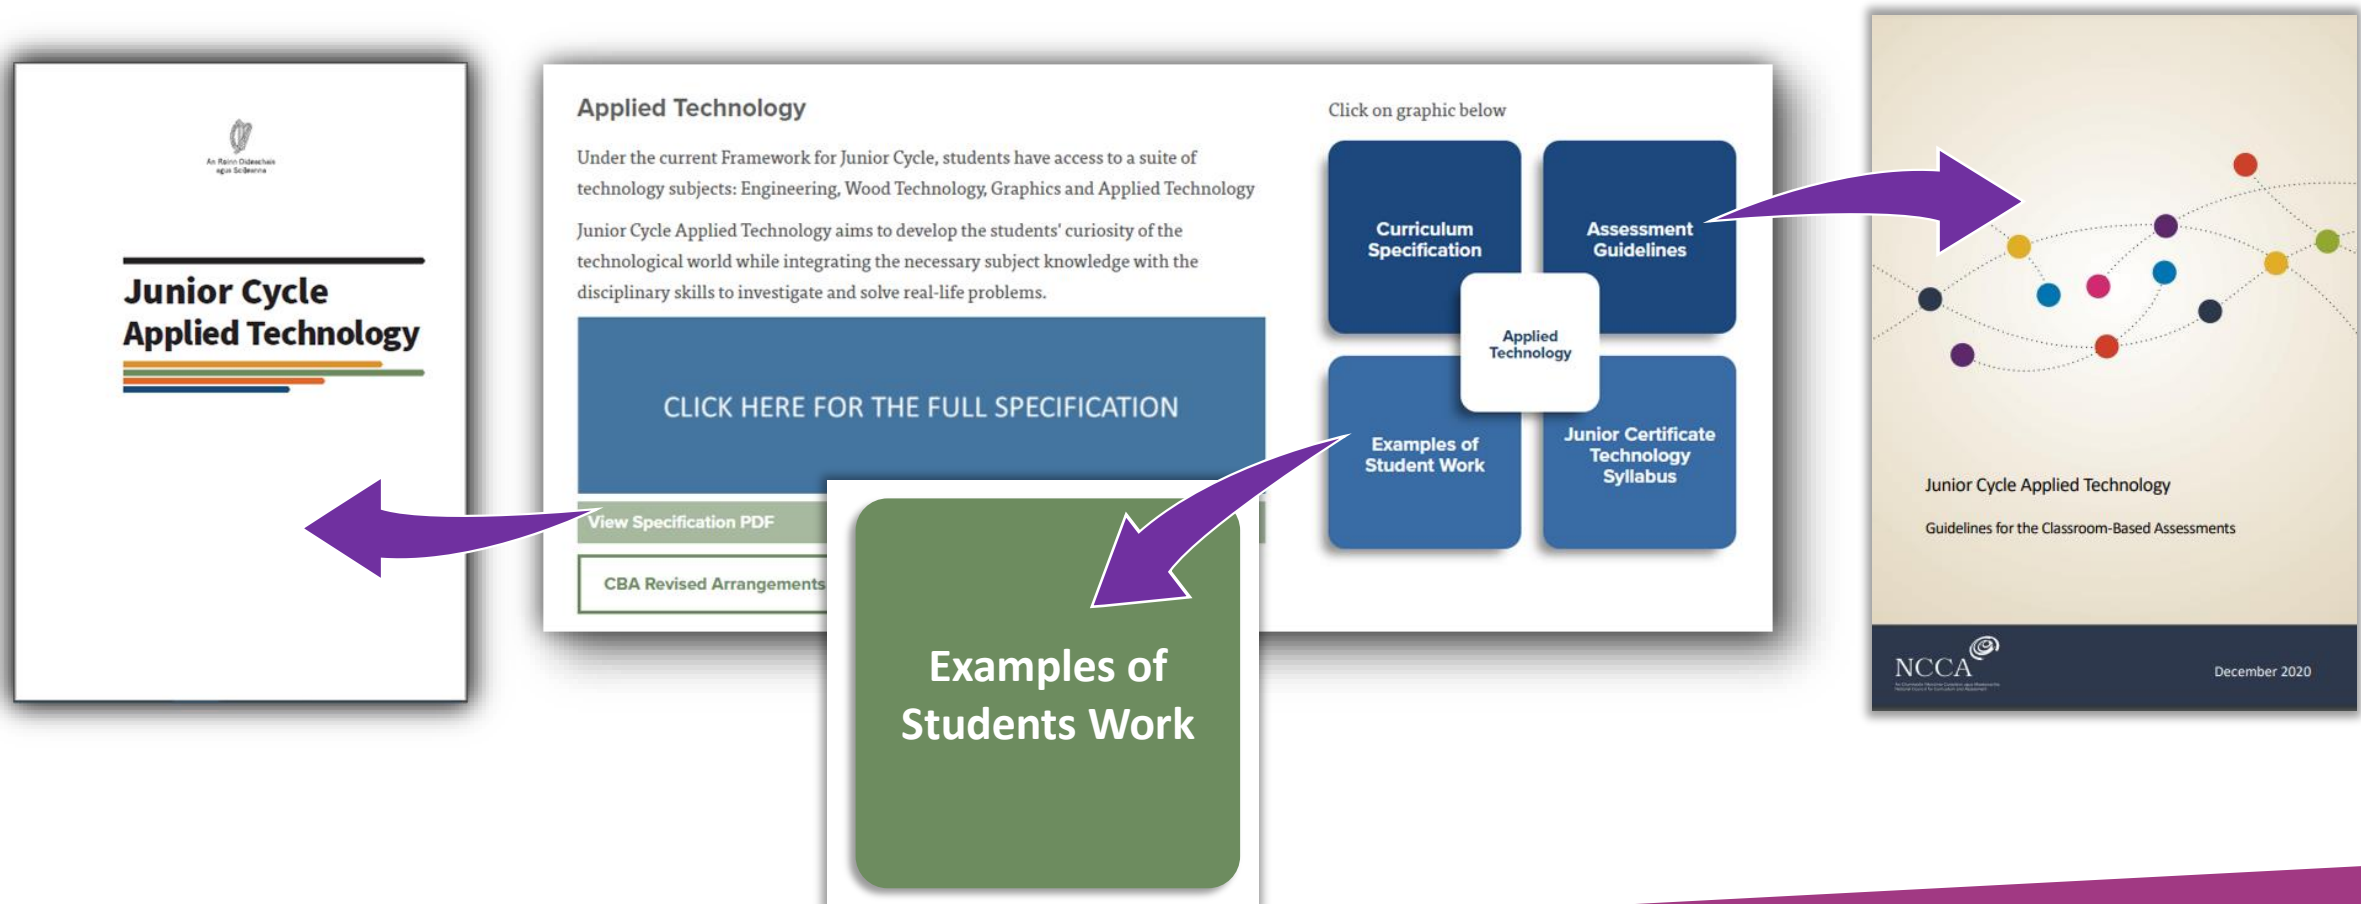 An Roinn Oideachais
agus Scileanna
Junior Cycle
Applied Technology
Applied Technology
Under the current Framework for Junior Cycle, students have access to a suite of
technology subjects: Engineering, Wood Technology, Graphics and Applied Technology
Junior Cycle Applied Technology aims to develop the students' curiosity of the
technological world while integrating the necessary subject knowledge with the
disciplinary skills to investigate and solve real-life problems.
CLICK HERE FOR THE FULL SPECIFICATION
View Specification PDF
CBA Revised Arrangements
Click on graphic below
Curriculum
Specification
Assessment
Guidelines
Applied
Technology
Examples of
Student Work
Junior Certificate
Technology
Syllabus
Examples of
Students Work
Junior Cycle Applied Technology
Guidelines for the Classroom-Based Assessments
NCCA
December 2020